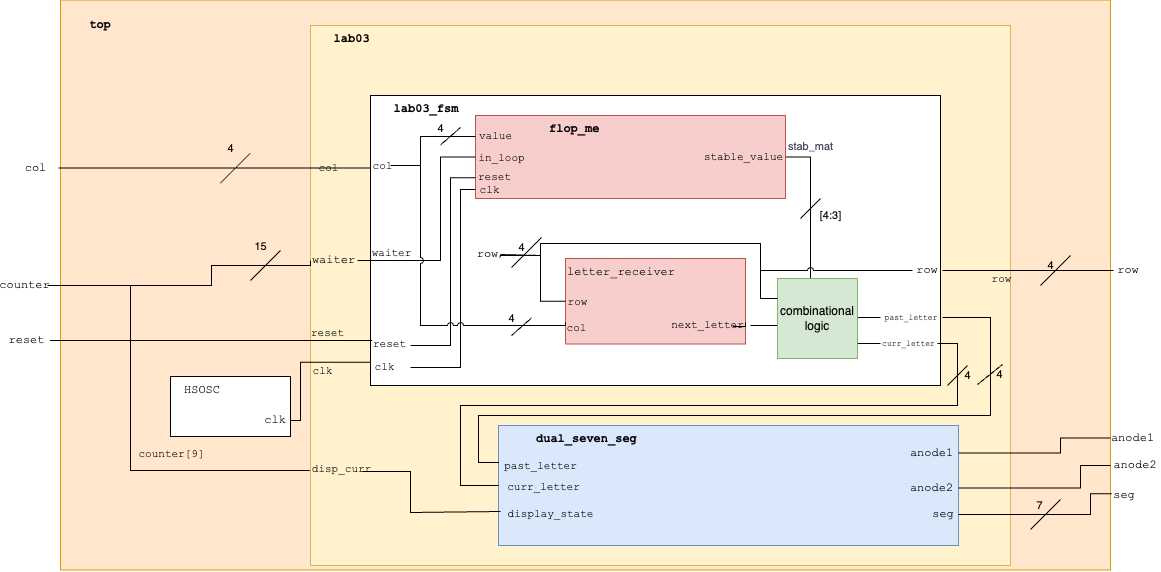 top
lab03
lab03_fsm
flop_me
4
value
stab_mat
4
in_loop
stable_value
col
col
col
reset
clk
[4:3]
15
4
row
waiter
waiter
4
row
row
row
letter_receiver
counter
row
combinational
logic
4
col
next_letter
past_letter
reset
reset
reset
curr_letter
clk
clk
4
4
HSOSC
clk
dual_seven_seg
anode1
counter[9]
anode1
past_letter
anode2
disp_curr
curr_letter
anode2
seg
7
display_state
seg